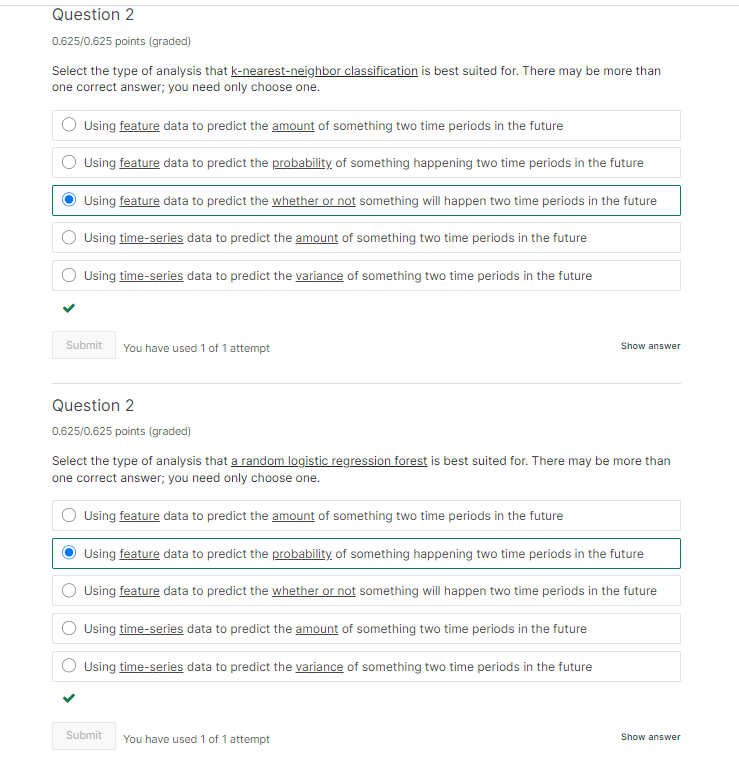 Question 2
0.625/0.625 points (graded)
Select the type of analysis that k-nearest-neighbor classification is best suited for. There may be more than
one correct answer; you need only choose one.
Using feature data to predict the amount of something two time periods in the future
Using feature data to predict the probability of something happening two time periods in the future
Using feature data to predict the whether or not something will happen two time periods in the future
Using time-series data to predict the amount of something two time periods in the future
Using time-series data to predict the variance of something two time periods in the future
Submit You have used 1 of 1 attempt Show answer
Question 2
0.625/0.625 points (graded)
Select the type of analysis that a random logistic regression forest is best suited for. There may be more than
one correct answer; you need only choose one.
Using feature data to predict the amount of something two time periods in the future
Using feature data to predict the probability of something happening two time periods in the future
Using feature data to predict the whether or not something will happen two time periods in the future
Using time-series data to predict the amount of something two time periods in the future
Using time-series data to predict the variance of something two time periods in the future
Submit You have used 1 of 1 attempt Show answer